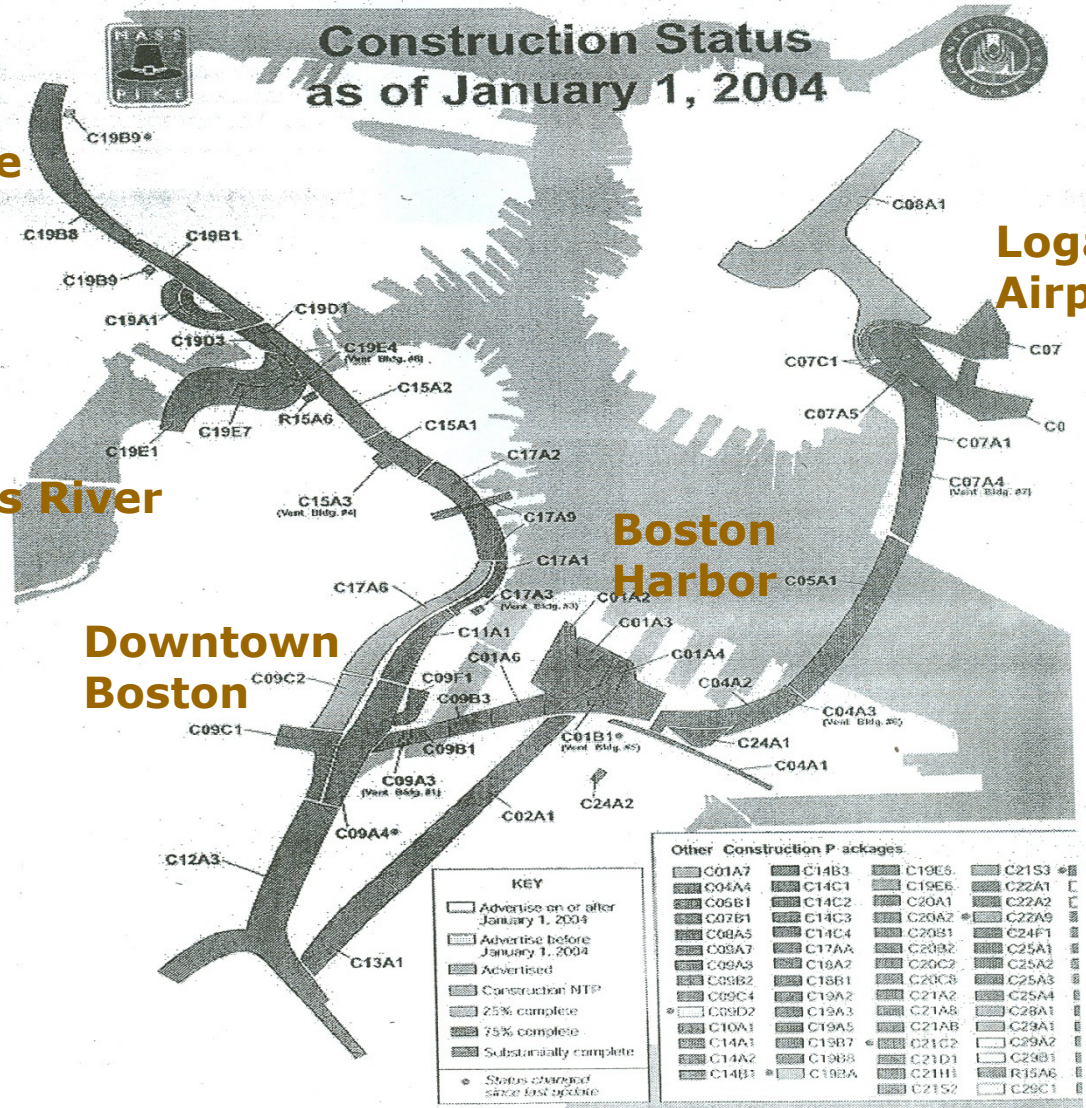 MASS
PIKE
Construction Status
as of January 1, 2004
C19B9
e
C08A1
C19B8
C19B1
Loga
Airp
C19B9
C19A1
C19D1
C19D3
C19E4
(Vent. Bldg. #8)
C07
C07C1
C15A2
R15A6
C19E7
C07A5
C0
C15A1
C19E1
C07A1
C17A2
C07A4
(Vent. Bldg. #7)
s River
C15A3
(Vent. Bldg. #4)
C17A9
Boston
Harbor
C17A1
C05A1
C17A6
C17A3
(Vent. Bldg. #3)
C01A2
C01A3
C11A1
Downtown
Boston
C01A6
C01A4
C09C2
C09F1
C04A2
C09B3
C04A3
C09C1
C01B1
(Vent. Bldg. #5)
C09B1
C24A1
C04A1
C09A3
(Vent. Bldg. #1)
C24A2
C02A1
C09A4
C12A3
C13A1
KEY
Advertise on or after
January 1, 2004
Advertise before
January 1, 2004
Advertised
Construction NTP
25% complete
75% complete
Substantially complete
Status changed
since last update
Other Construction Packages
C01A7 C14B3 C19E5 C21S3
C04A4 C14C1 C19E6 C22A1
C05B1 C14C2 C20A1 C22A2
C07B1 C14C3 C20A2 C22A9
C08A5 C14C4 C20B1 C24F1
C09A7 C17AA C20B2 C25A1
C09A8 C18A2 C20C2 C25A2
C09B2 C18B1 C20C8 C25A3
C09C4 C19A2 C21A2 C25A4
C09D2 C19A3 C21A8 C28A1
C10A1 C19A5 C21AB C29A1
C14A1 C19B7 C21C2 C29A2
C14A2 C19B8 C21D1 C29B1
C14B1 C19BA C21H1 R15A6
C21S2 C29C1